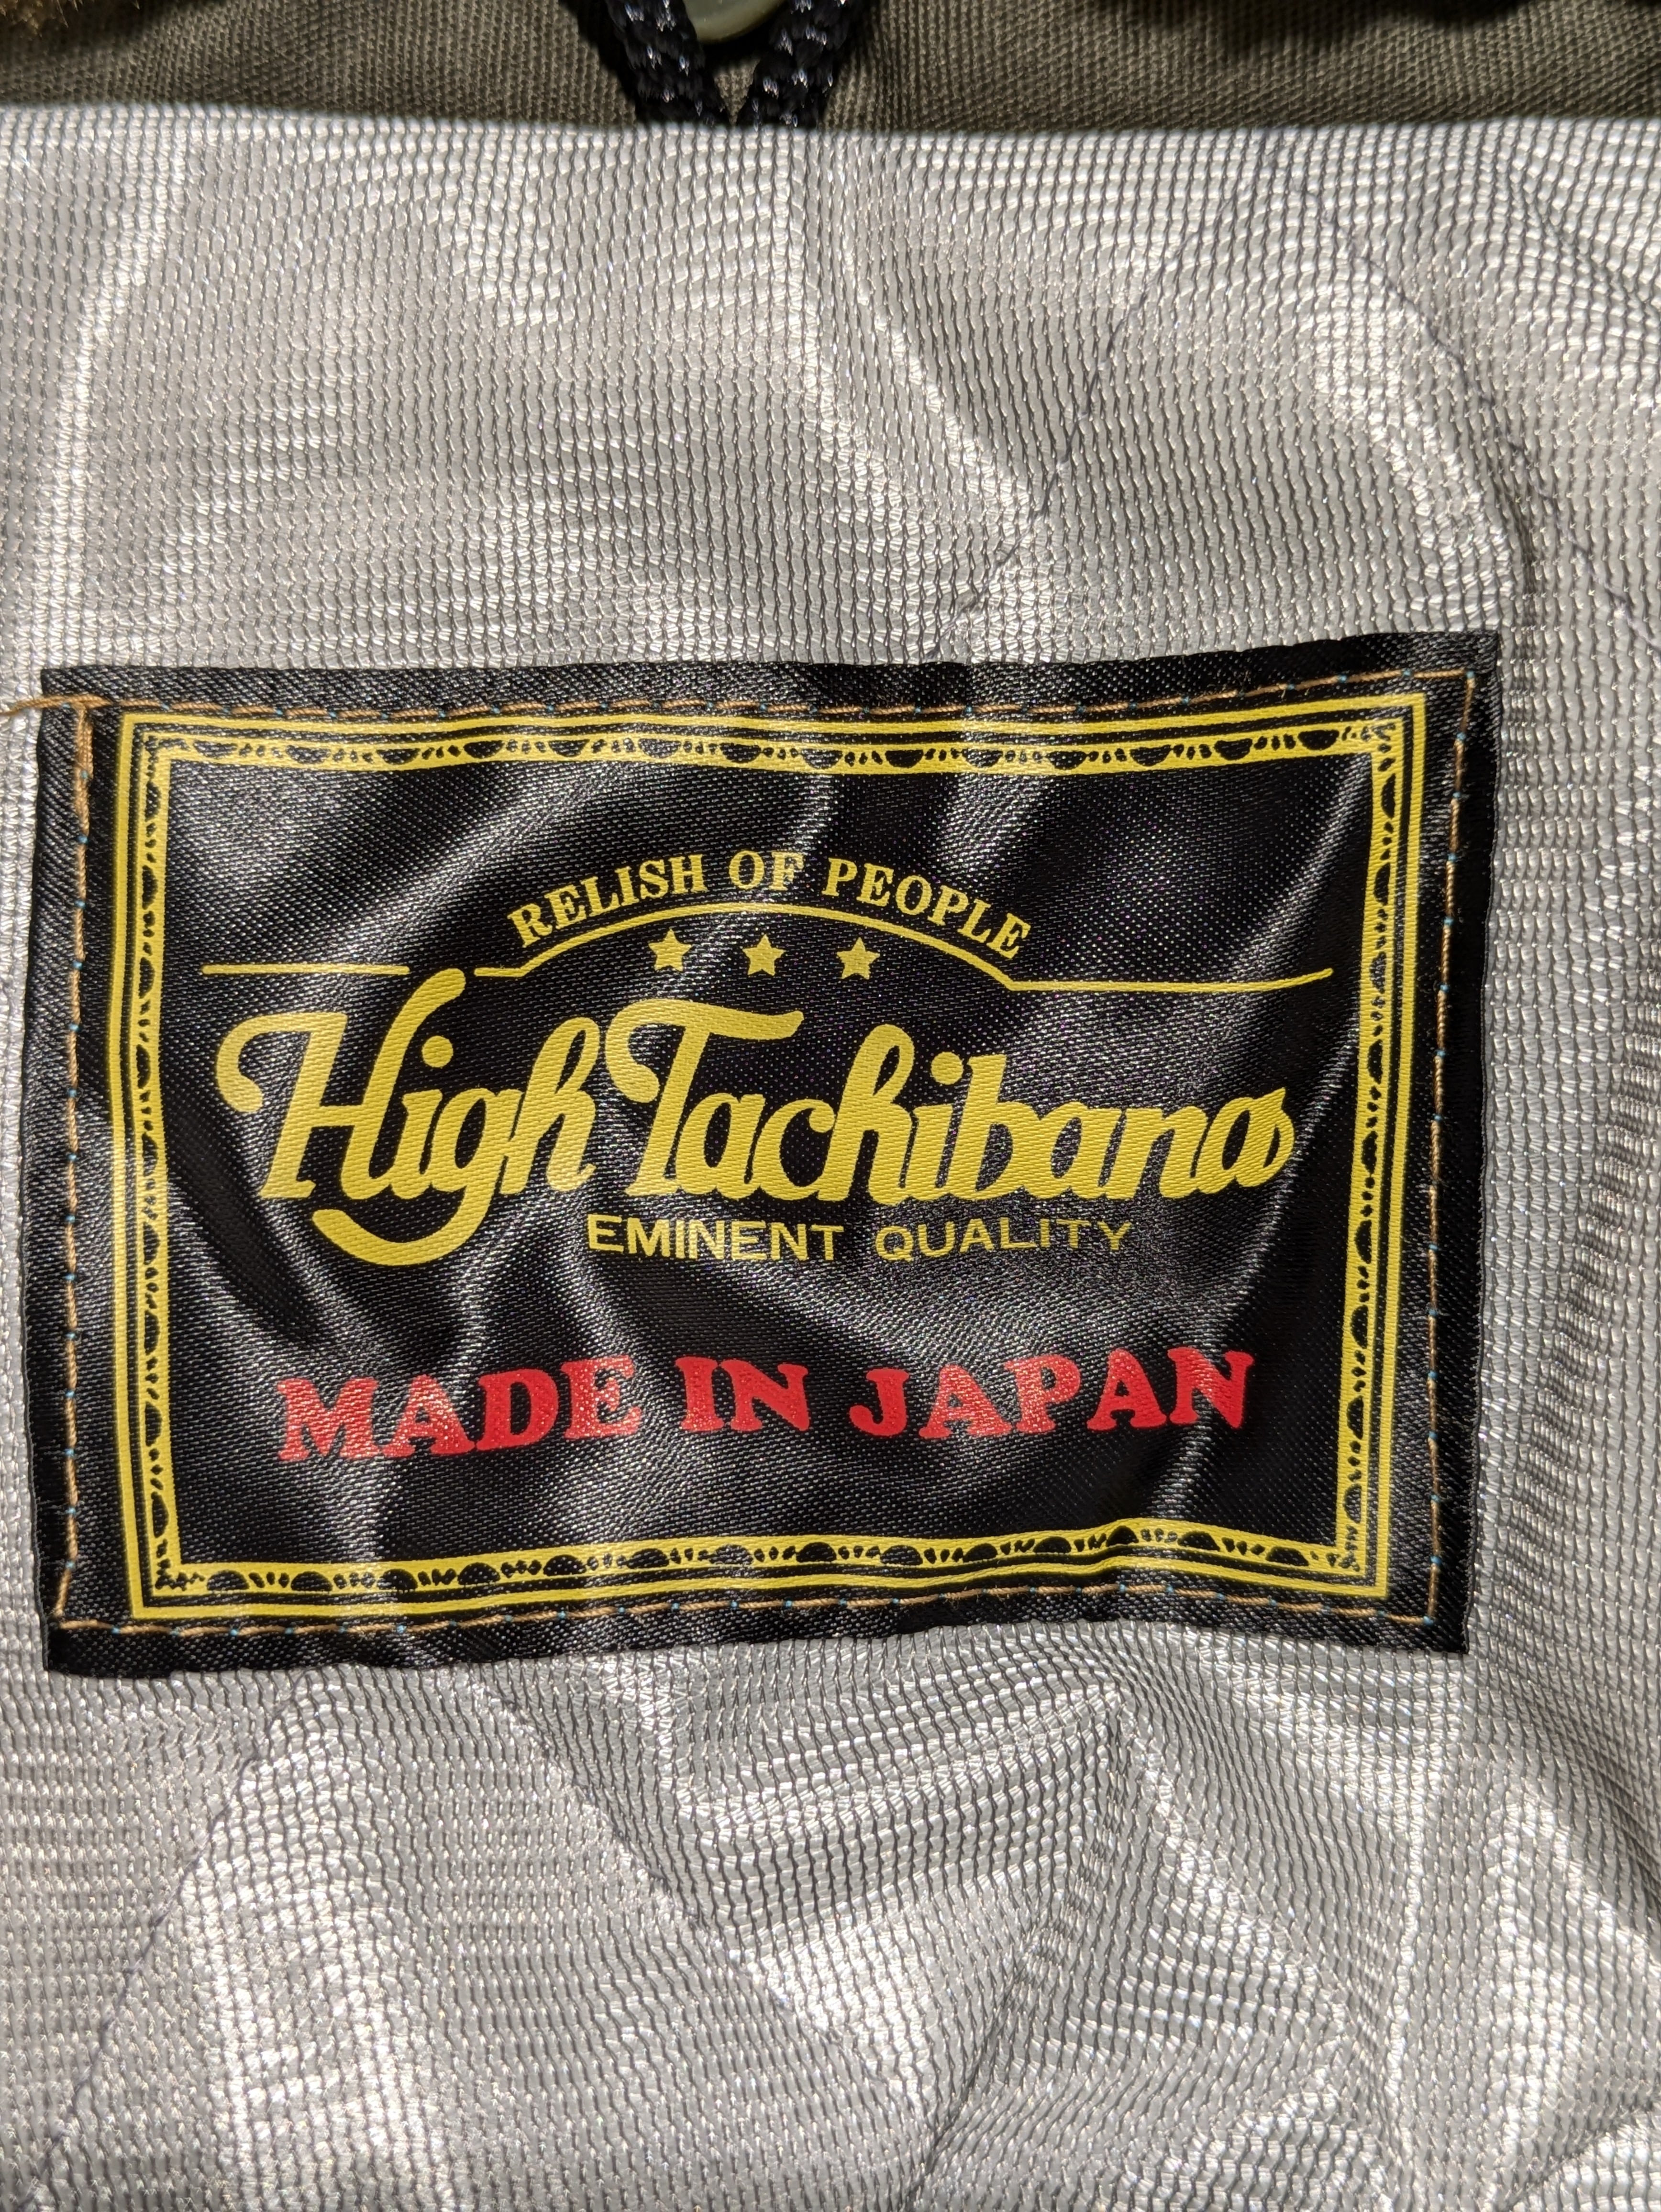 RELISH OF PEOPLE
High Tachibana
EMINENT QUALITY
MADE IN JAPAN